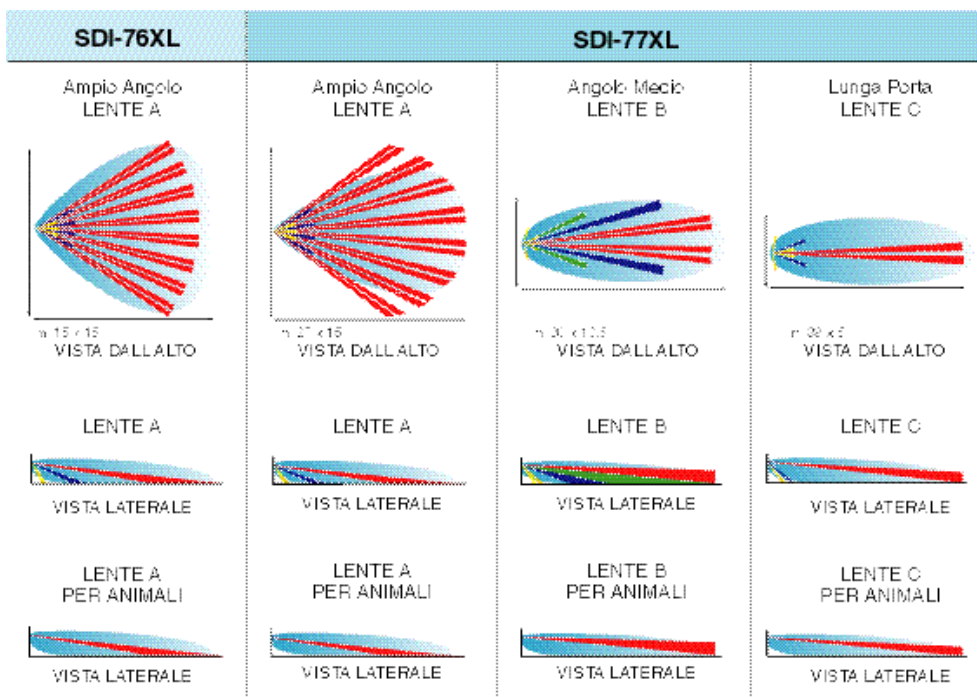 SDI-76XL
SDI-77XL
Ampio Angolo
LENTE A
Ampio Angolo
LENTE A
Angolo Medio
LENTE B
Lunga Porta
LENTE C
VISTA DALL ALTO
VISTA DALL ALTO
VISTA DALL ALTO
VISTA DALL ALTO
LENTE A
LENTE A
LENTE B
LENTE C
VISTA LATERALE
VISTA LATERALE
VISTA LATERALE
VISTA LATERALE
LENTE A
PER ANIMALI
LENTE A
PER ANIMALI
LENTE B
PER ANIMALI
LENTE C
PER ANIMALI
VISTA LATERALE
VISTA LATERALE
VISTA LATERALE
VISTA LATERALE